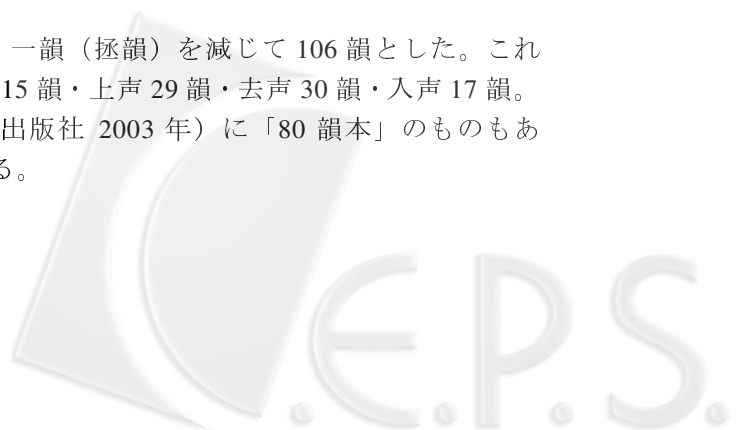 一韻（拯韻）を減じて 106 韻とした。これ
15 韻・上声 29 韻・去声 30 韻・入声 17 韻。
出版社 2003 年）に「80 韻本」のものもあ
る。
C.E.P.S.